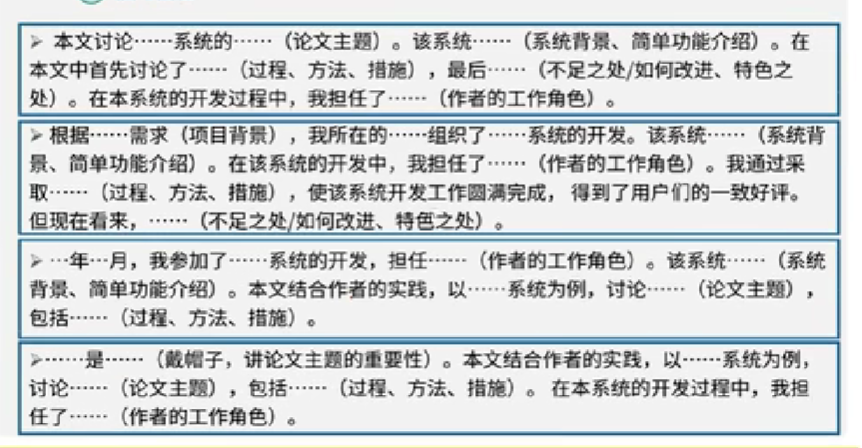 ➢ 本文讨论……系统的……（论文主题）。该系统……（系统背景、简单功能介绍）。在
本文中首先讨论了……（过程、方法、措施），最后……（不足之处/如何改进、特色之
处）。在本系统的开发过程中，我担任了……（作者的工作角色）。
➢ 根据……需求（项目背景），我所在的……组织了……系统的开发。该系统……（系统背
景、简单功能介绍）。在该系统的开发中，我担任了……（作者的工作角色）。我通过采
取……（过程、方法、措施），使该系统开发工作圆满完成， 得到了用户们的一致好评。
但现在看来，……（不足之处/如何改进、特色之处）。
➢ …年…月，我参加了……系统的开发，担任……（作者的工作角色）。该系统……（系统
背景、简单功能介绍）。本文结合作者的实践，以……系统为例，讨论……（论文主题），
包括……（过程、方法、措施）。
➢……是……（戴帽子，讲论文主题的重要性）。本文结合作者的实践，以……系统为例，
讨论……（论文主题），包括……（过程、方法、措施）。 在本系统的开发过程中，我担
任了……（作者的工作角色）。